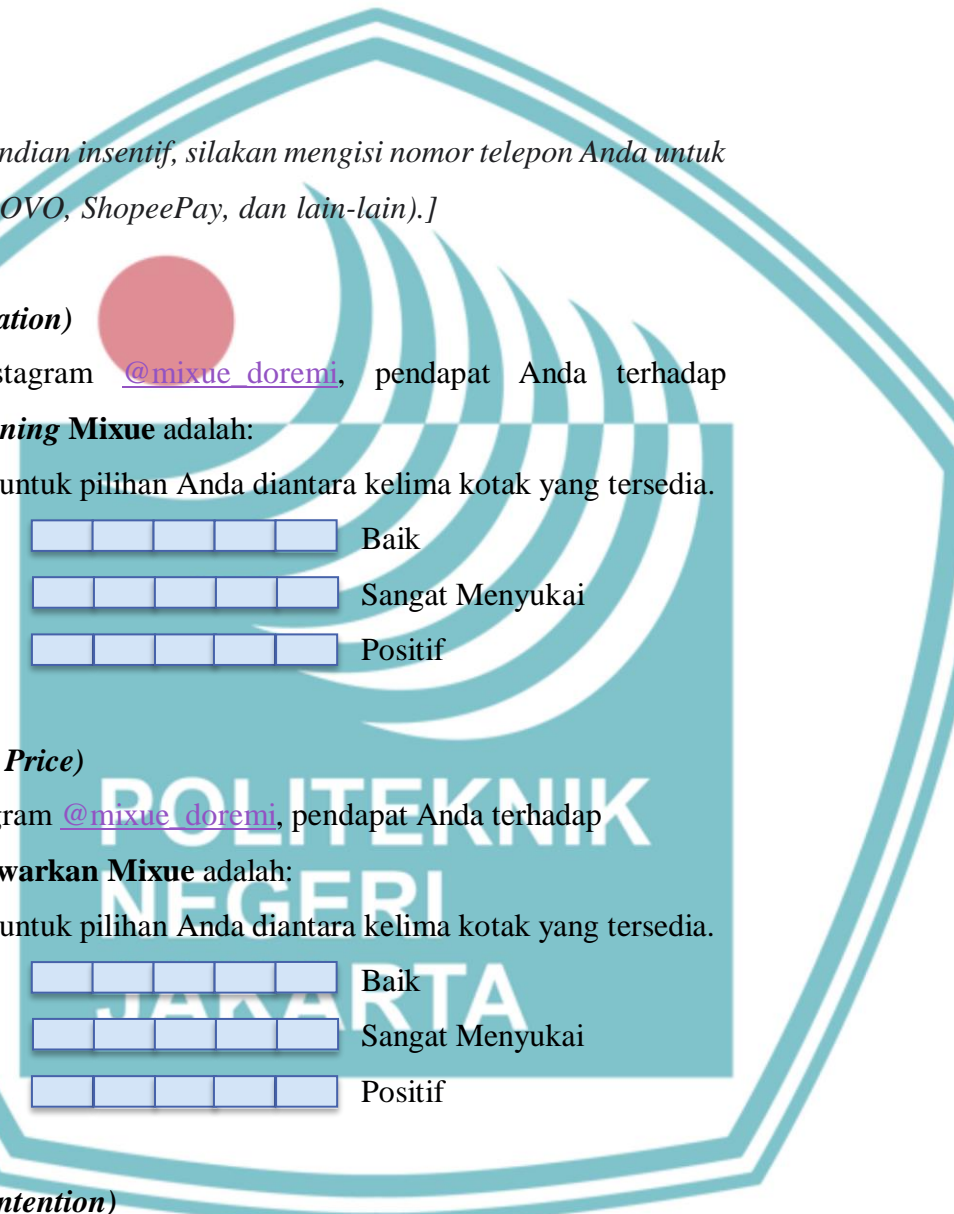 ndian insentif, silakan mengisi nomor telepon Anda untuk
OVO, ShopeePay, dan lain-lain).]
ation)
stagram @mixue_doremi, pendapat Anda terhadap
ning Mixue adalah:
untuk pilihan Anda diantara kelima kotak yang tersedia.
Baik
Sangat Menyukai
Positif
Price)
gram @mixue_doremi, pendapat Anda terhadap
warkan Mixue adalah:
untuk pilihan Anda diantara kelima kotak yang tersedia.
Baik
Sangat Menyukai
Positif
ntention)
POLITEKNIK
NEGERI
JAKARTA